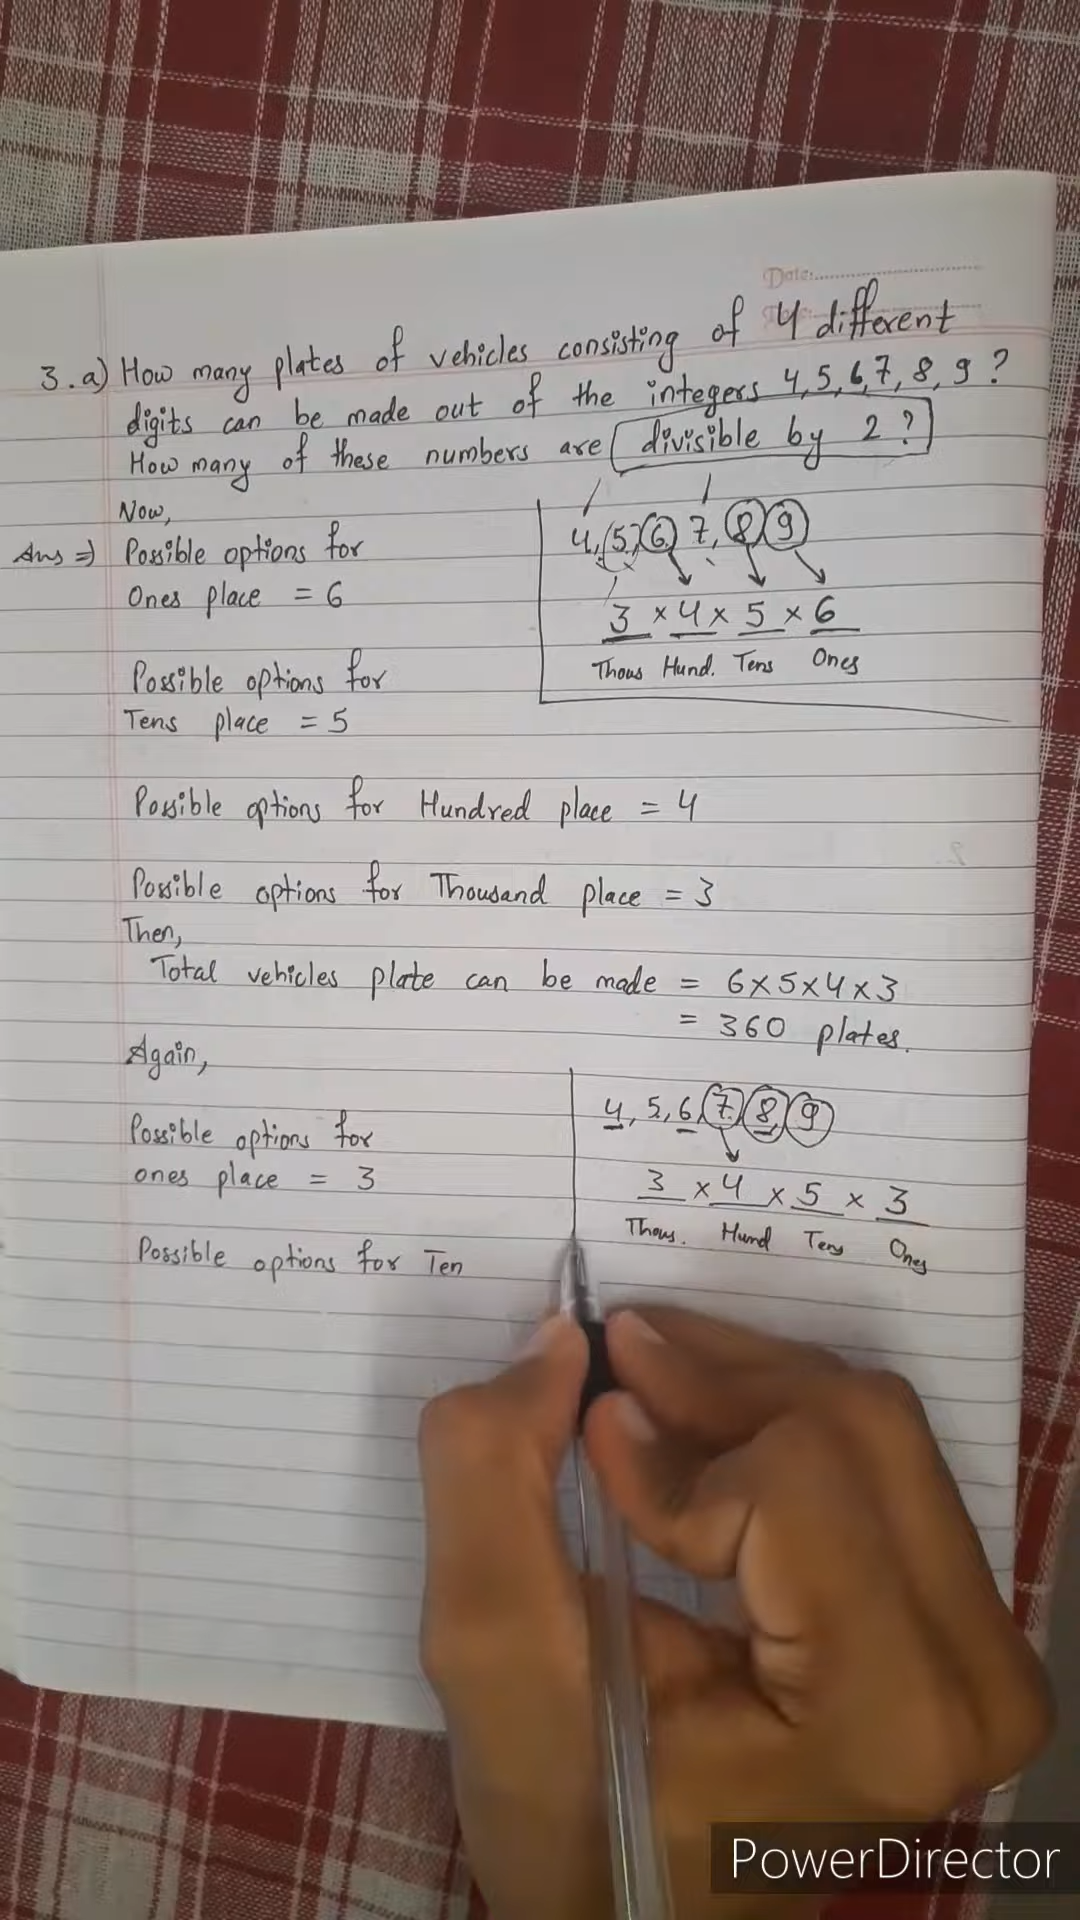 Date:
3.a) How many plates of vehicles consisting of 4 different
digits can be made out of the integers 4,5,6,7,8,9 ?
How many of these numbers are divisible by 2 ?
Now,
Ans ⇒ Possible options for
Ones place = 6
4,5,6,7,8,9
3 × 4 × 5 × 6
Thous Hund. Tens Ones
Possible options for
Tens place = 5
Possible options for Hundred place = 4
Possible options for Thousand place = 3
Then,
Total vehicles plate can be made = 6×5×4×3
= 360 plates.
Again,
Possible options for
ones place = 3
4,5,6,7,8,9
3 × 4 × 5 × 3
Thous. Hund Tens Ones
Possible options for Ten
PowerDirector